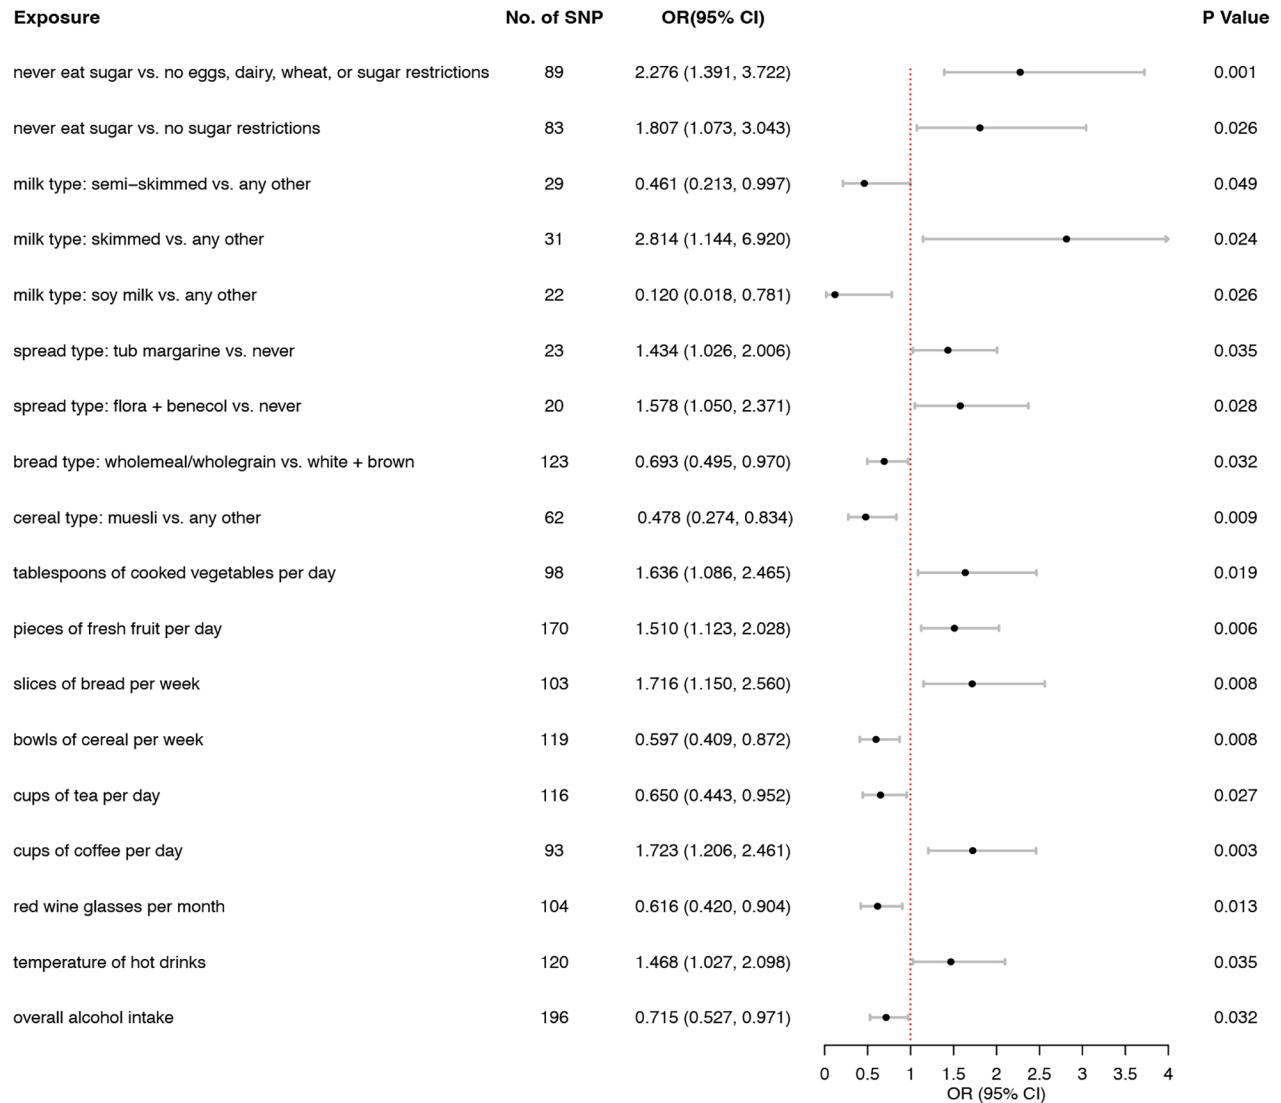 Exposure No. of SNP OR(95% CI) P Value
never eat sugar vs. no eggs, dairy, wheat, or sugar restrictions 89 2.276 (1.391, 3.722) 0.001
never eat sugar vs. no sugar restrictions 83 1.807 (1.073, 3.043) 0.026
milk type: semi−skimmed vs. any other 29 0.461 (0.213, 0.997) 0.049
milk type: skimmed vs. any other 31 2.814 (1.144, 6.920) 0.024
milk type: soy milk vs. any other 22 0.120 (0.018, 0.781) 0.026
spread type: tub margarine vs. never 23 1.434 (1.026, 2.006) 0.035
spread type: flora + benecol vs. never 20 1.578 (1.050, 2.371) 0.028
bread type: wholemeal/wholegrain vs. white + brown 123 0.693 (0.495, 0.970) 0.032
cereal type: muesli vs. any other 62 0.478 (0.274, 0.834) 0.009
tablespoons of cooked vegetables per day 98 1.636 (1.086, 2.465) 0.019
pieces of fresh fruit per day 170 1.510 (1.123, 2.028) 0.006
slices of bread per week 103 1.716 (1.150, 2.560) 0.008
bowls of cereal per week 119 0.597 (0.409, 0.872) 0.008
cups of tea per day 116 0.650 (0.443, 0.952) 0.027
cups of coffee per day 93 1.723 (1.206, 2.461) 0.003
red wine glasses per month 104 0.616 (0.420, 0.904) 0.013
temperature of hot drinks 120 1.468 (1.027, 2.098) 0.035
overall alcohol intake 196 0.715 (0.527, 0.971) 0.032
0 0.5 1 1.5 2 2.5 3 3.5 4
OR (95% CI)